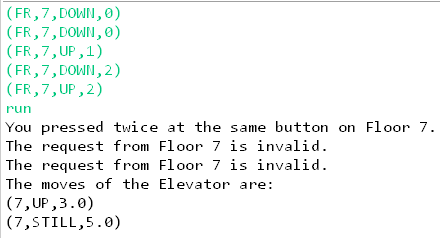 (FR,7,DOWN,0)
(FR,7,DOWN,0)
(FR,7,UP,1)
(FR,7,DOWN,2)
(FR,7,UP,2)
run
You pressed twice at the same button on Floor 7.
The request from Floor 7 is invalid.
The request from Floor 7 is invalid.
The moves of the Elevator are:
(7,UP,3.0)
(7,STILL,5.0)